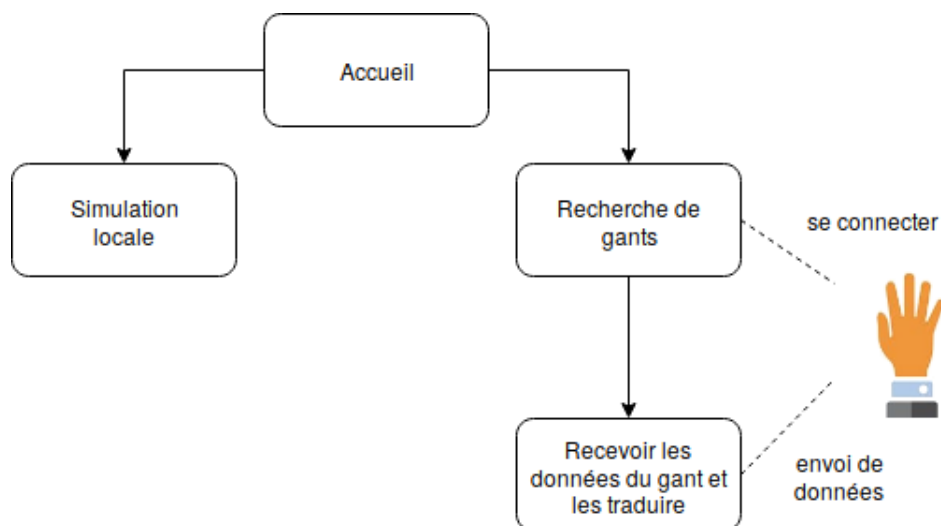 Accueil
Simulation
locale
Recherche de
gants
se connecter
Recevoir les
données du gant et
les traduire
envoi de
données